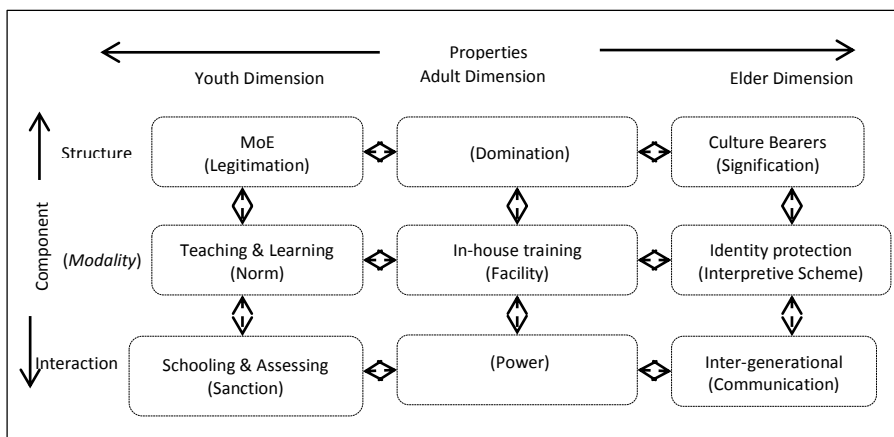 Properties
Youth Dimension
Adult Dimension
Elder Dimension
Component
Structure
MoE
(Legitimation)
(Domination)
Culture Bearers
(Signification)
(Modality)
Teaching & Learning
(Norm)
In-house training
(Facility)
Identity protection
(Interpretive Scheme)
Interaction
Schooling & Assessing
(Sanction)
(Power)
Inter-generational
(Communication)